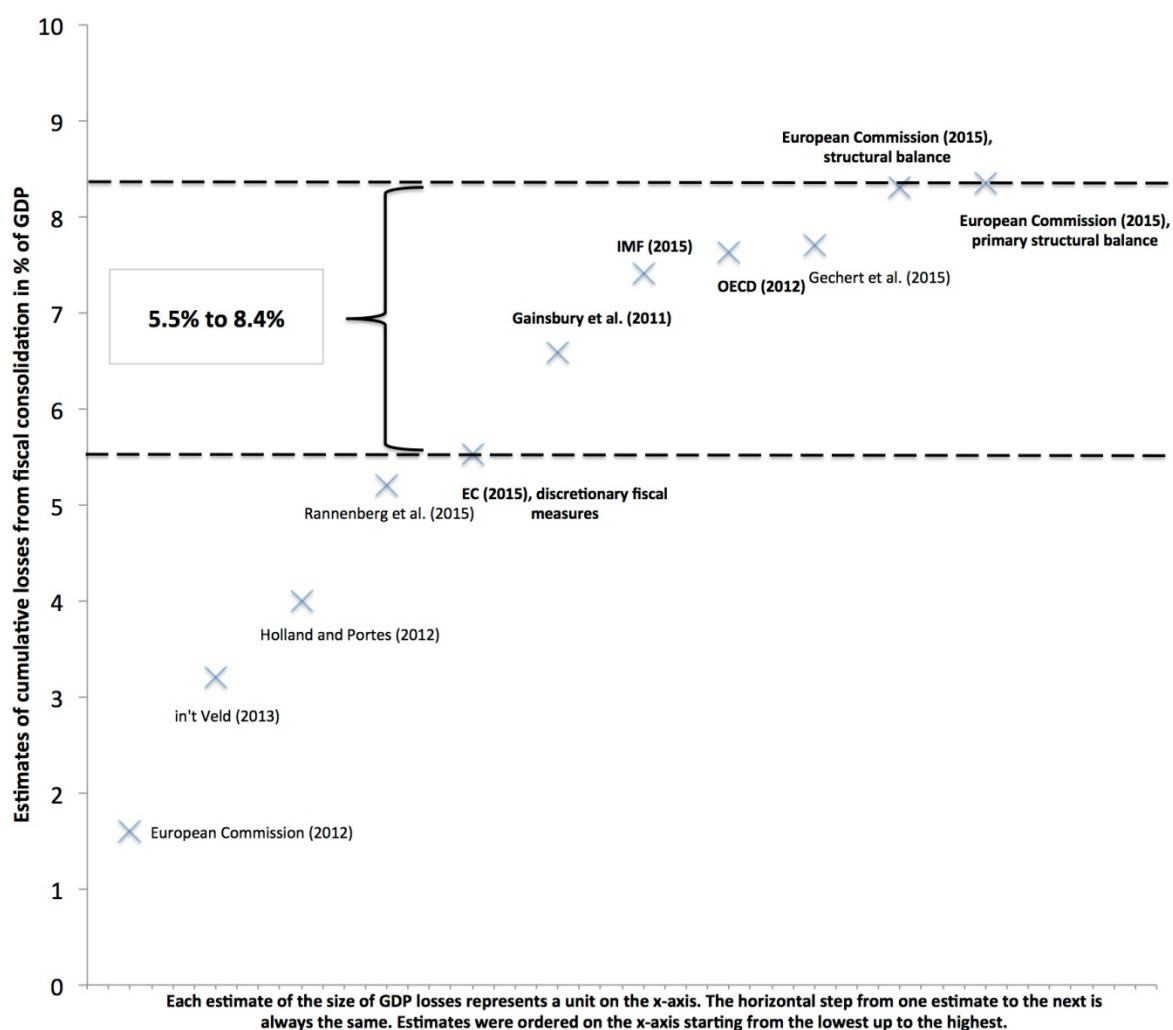 Estimates of cumulative losses from fiscal consolidation in % of GDP
10
9
8
7
6
5
4
3
2
1
0
European Commission (2015),
structural balance
European Commission (2015),
primary structural balance
IMF (2015)
OECD (2012)
Gechert et al. (2015)
5.5% to 8.4%
Gainsbury et al. (2011)
EC (2015), discretionary fiscal
measures
Rannenberg et al. (2015)
Holland and Portes (2012)
in't Veld (2013)
European Commission (2012)
Each estimate of the size of GDP losses represents a unit on the x-axis. The horizontal step from one estimate to the next is
always the same. Estimates were ordered on the x-axis starting from the lowest up to the highest.